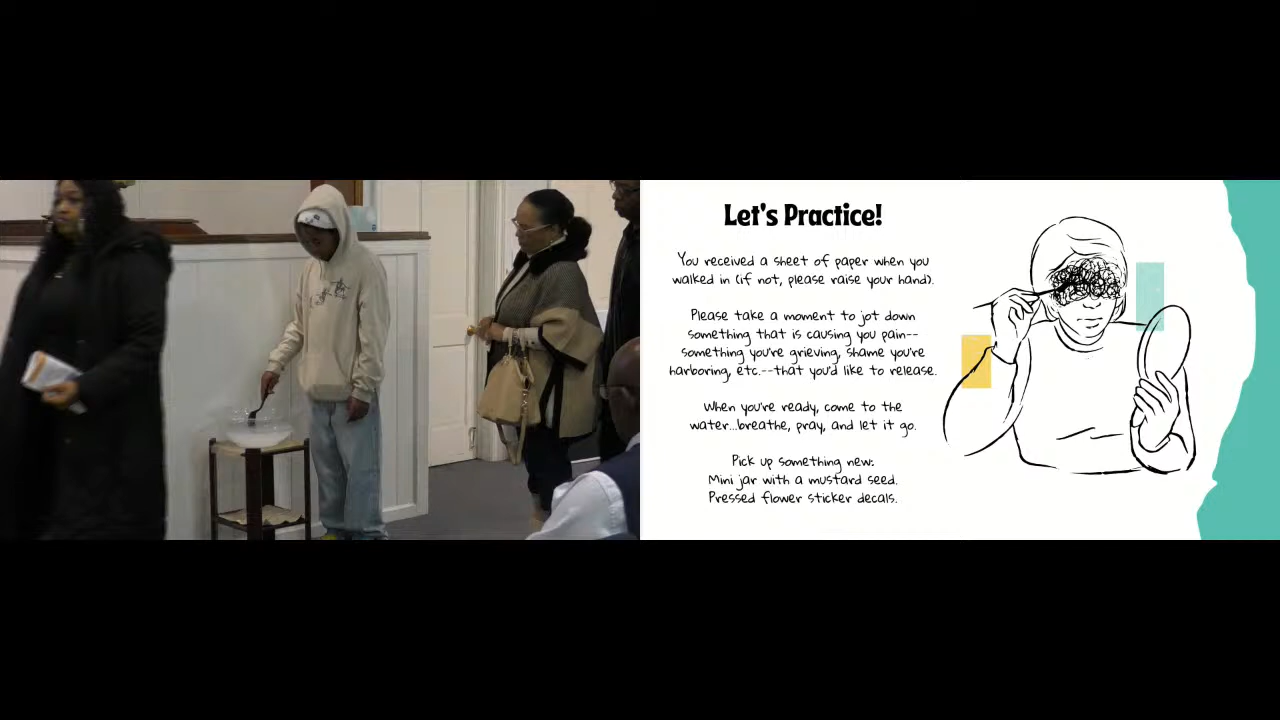 Let's Practice!
You received a sheet of paper when you
walked in (if not, please raise your hand).
Please take a moment to jot down
something that is causing you pain--
something you're grieving, shame you're
harboring, etc.--that you'd like to release.
When you're ready, come to the
water...breathe, pray, and let it go.
Pick up something new:
Mini jar with a mustard seed.
Pressed flower sticker decals.